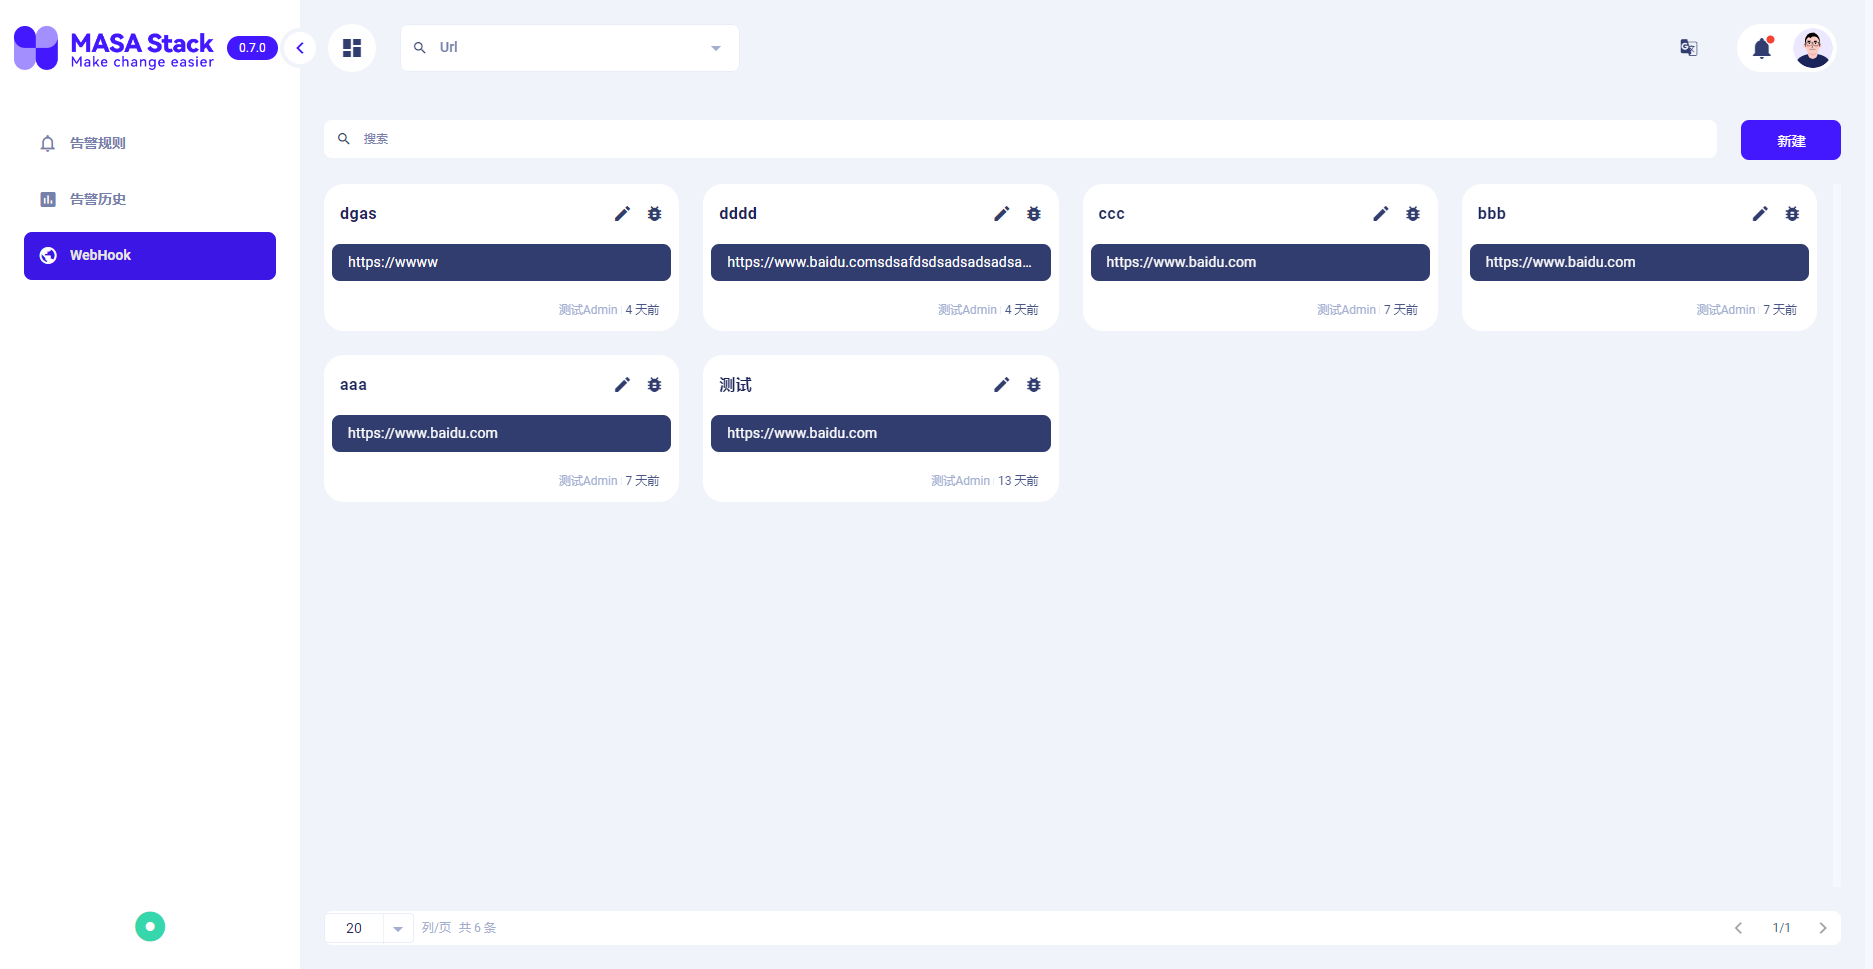 MASA Stack
Make change easier
0.7.0
Url
告警规则
告警历史
WebHook
搜索
新建
dgas
https://wwww
测试Admin 4 天前
dddd
https://www.baidu.comsdsafdsdsadsadsadsa...
测试Admin 4 天前
ccc
https://www.baidu.com
测试Admin 7 天前
bbb
https://www.baidu.com
测试Admin 7 天前
aaa
https://www.baidu.com
测试Admin 7 天前
测试
https://www.baidu.com
测试Admin 13 天前
20 列/页 共 6 条
1/1